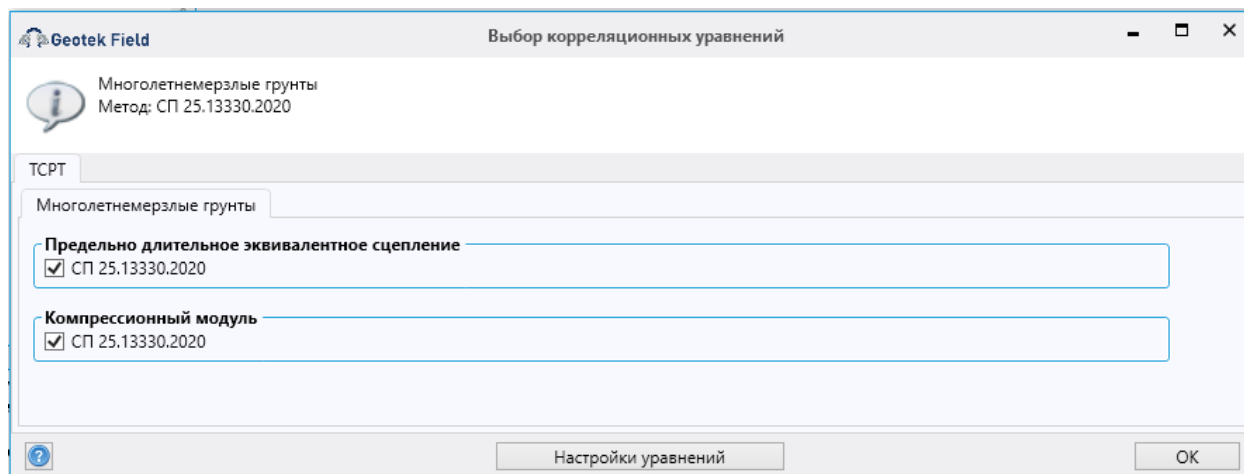 Geotek Field
Выбор корреляционных уравнений
Многолетнемерзлые грунты
Метод: СП 25.13330.2020
TCPT
Многолетнемерзлые грунты
Предельно длительное эквивалентное сцепление
СП 25.13330.2020
Компрессионный модуль
СП 25.13330.2020
Настройки уравнений
OK